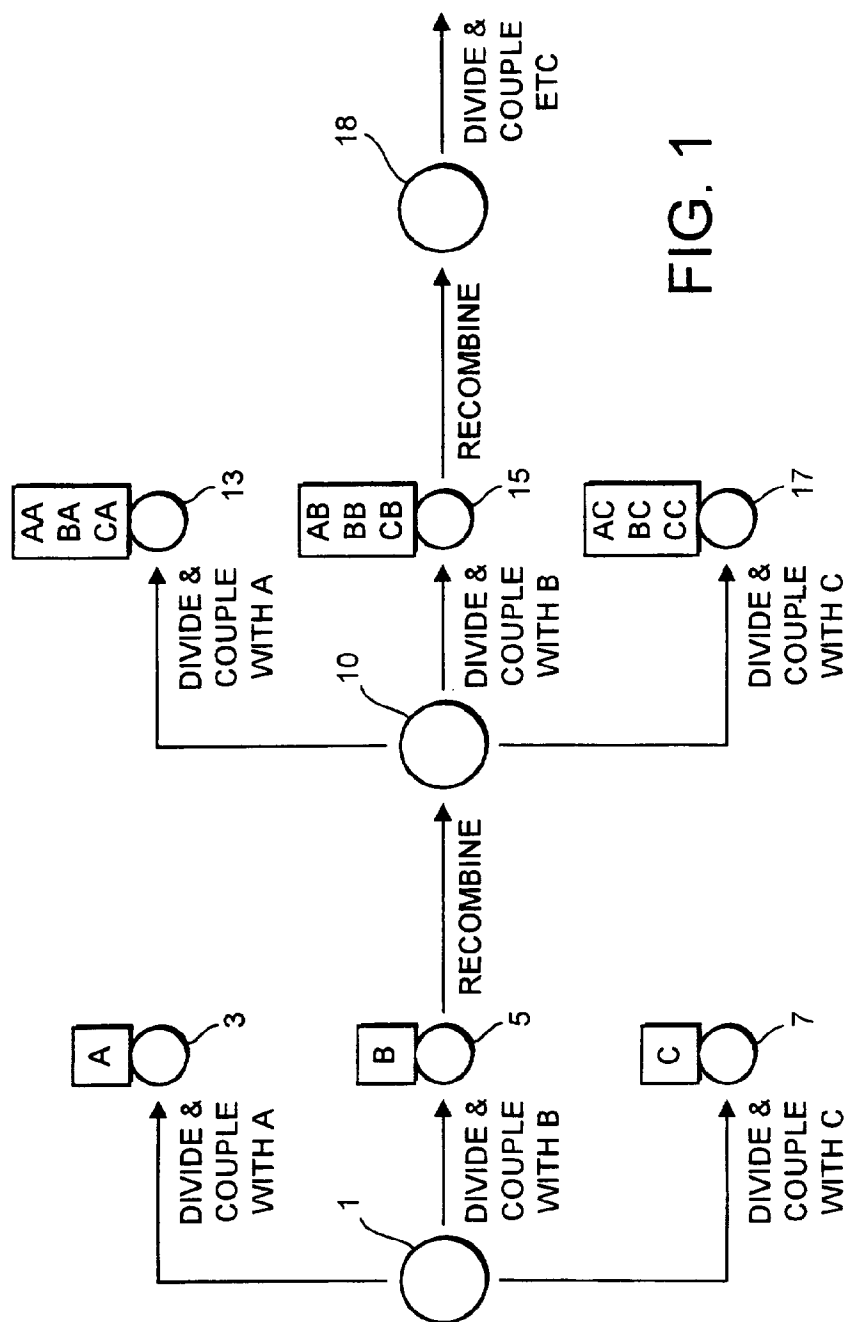 1
DIVIDE &
COUPLE
WITH A
A
3
DIVIDE &
COUPLE
WITH B
B
5
DIVIDE &
COUPLE
WITH C
C
7
RECOMBINE
10
DIVIDE &
COUPLE
WITH A
AA
BA
CA
13
DIVIDE &
COUPLE
WITH B
AB
BB
CB
15
DIVIDE &
COUPLE
WITH C
AC
BC
CC
17
RECOMBINE
18
DIVIDE &
COUPLE
ETC
FIG. 1